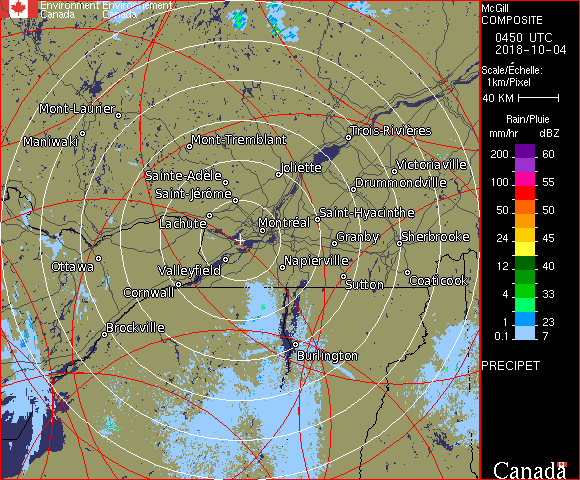 Environment Environnement
Canada Canada
McGill
COMPOSITE
0450 UTC
2018-10-04
Scale/Échelle:
1km/Pixel
40 KM
Rain/Pluie
mm/hr dBZ
200 60
150 57
100 55
50 50
24 45
12 40
4 33
1 23
0.1 7
PRECIPET
Canada
Mont-Laurier
Maniwaki
Mont-Tremblant
Trois-Rivières
Sainte-Adèle
Joliette
Victoriaville
Saint-Jérôme
Drummondville
Lachute
Montréal
Saint-Hyacinthe
Granby
Sherbrooke
Ottawa
Valleyfield
Napierville
Cornwall
Sutton
Coaticook
Brockville
Burlington